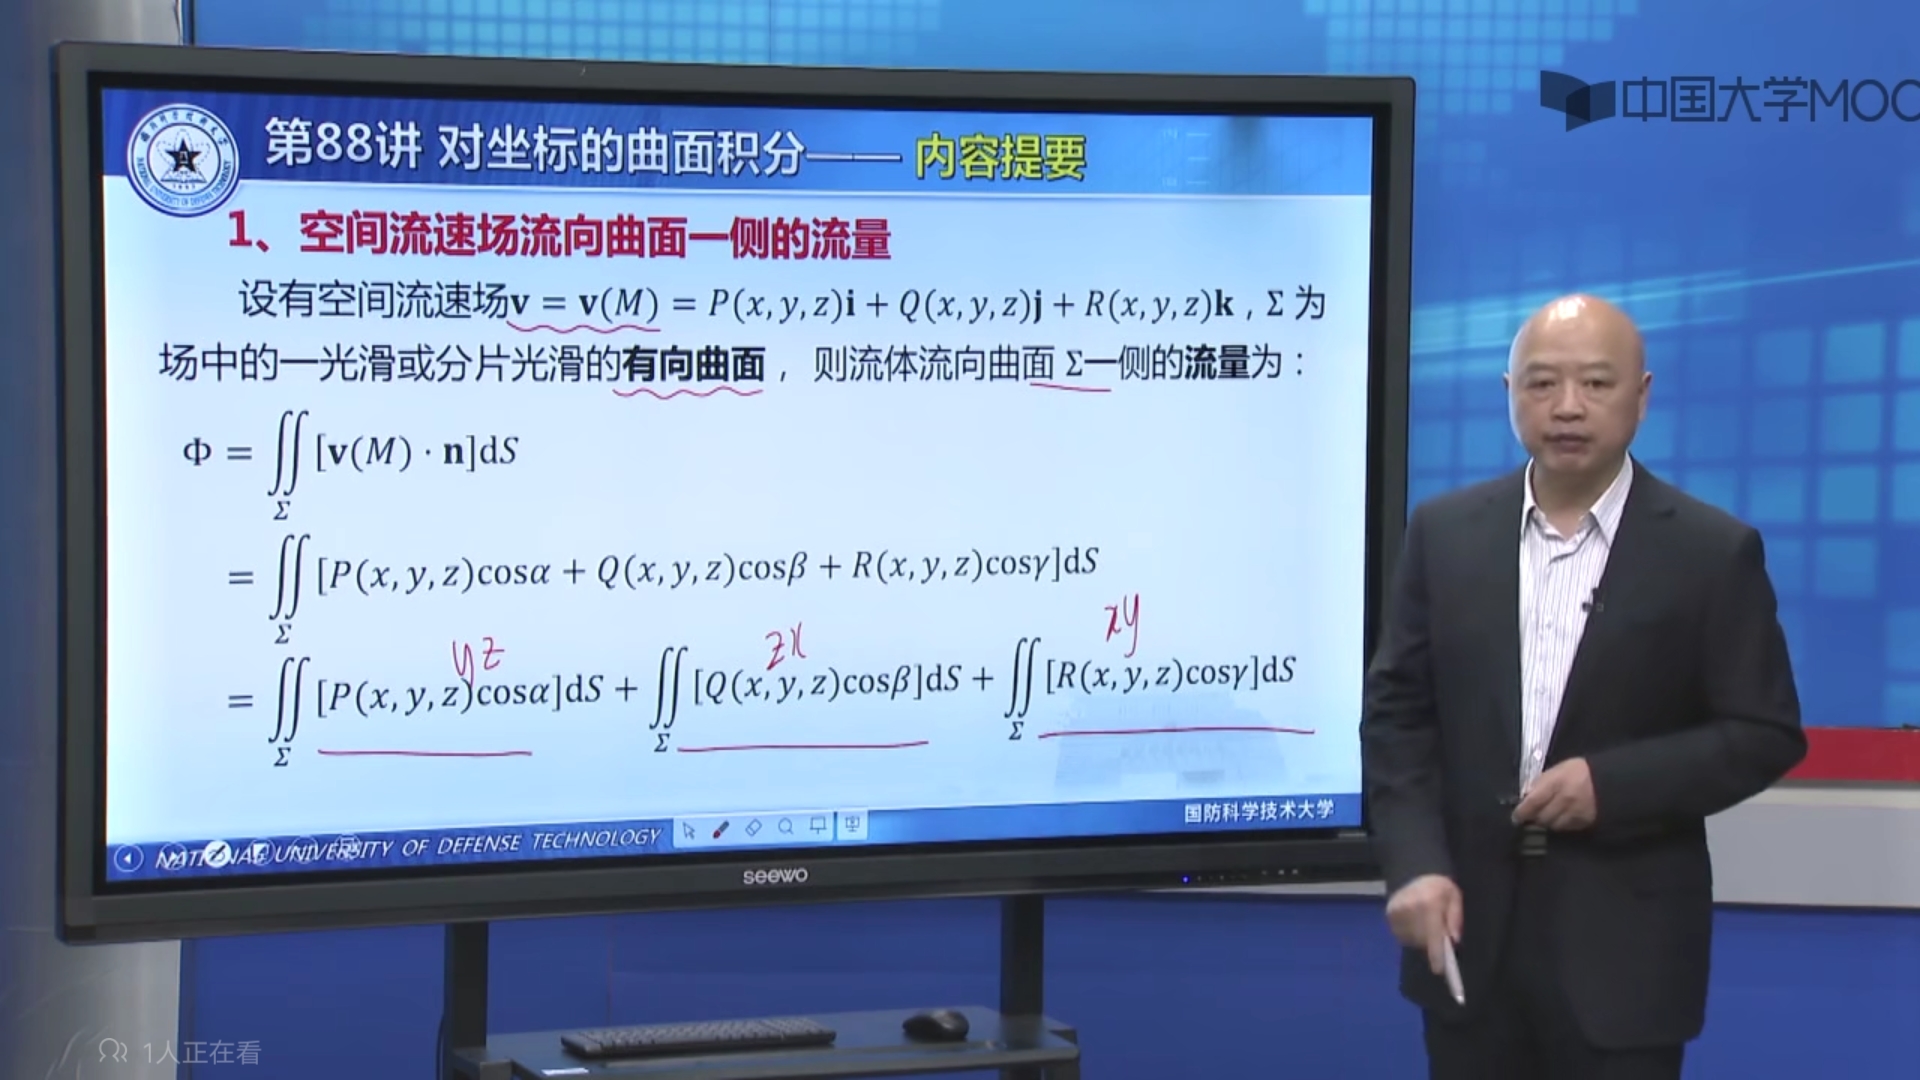 中国大学MOO
第88讲 对坐标的曲面积分—— 内容提要
1、空间流速场流向曲面一侧的流量
设有空间流速场v = v(M) = P(x, y, z)i + Q(x, y, z)j + R(x, y, z)k , Σ 为
场中的一光滑或分片光滑的有向曲面， 则流体流向曲面 Σ一侧的流量为：
Φ = ∬Σ [v(M) · n]dS
= ∬Σ [P(x, y, z)cosα + Q(x, y, z)cosβ + R(x, y, z)cosγ]dS
yz zx xy
= ∬Σ [P(x, y, z)cosα]dS + ∬Σ [Q(x, y, z)cosβ]dS + ∬Σ [R(x, y, z)cosγ]dS
国防科学技术大学
NATIONAL UNIVERSITY OF DEFENSE TECHNOLOGY
seewo
1人正在看